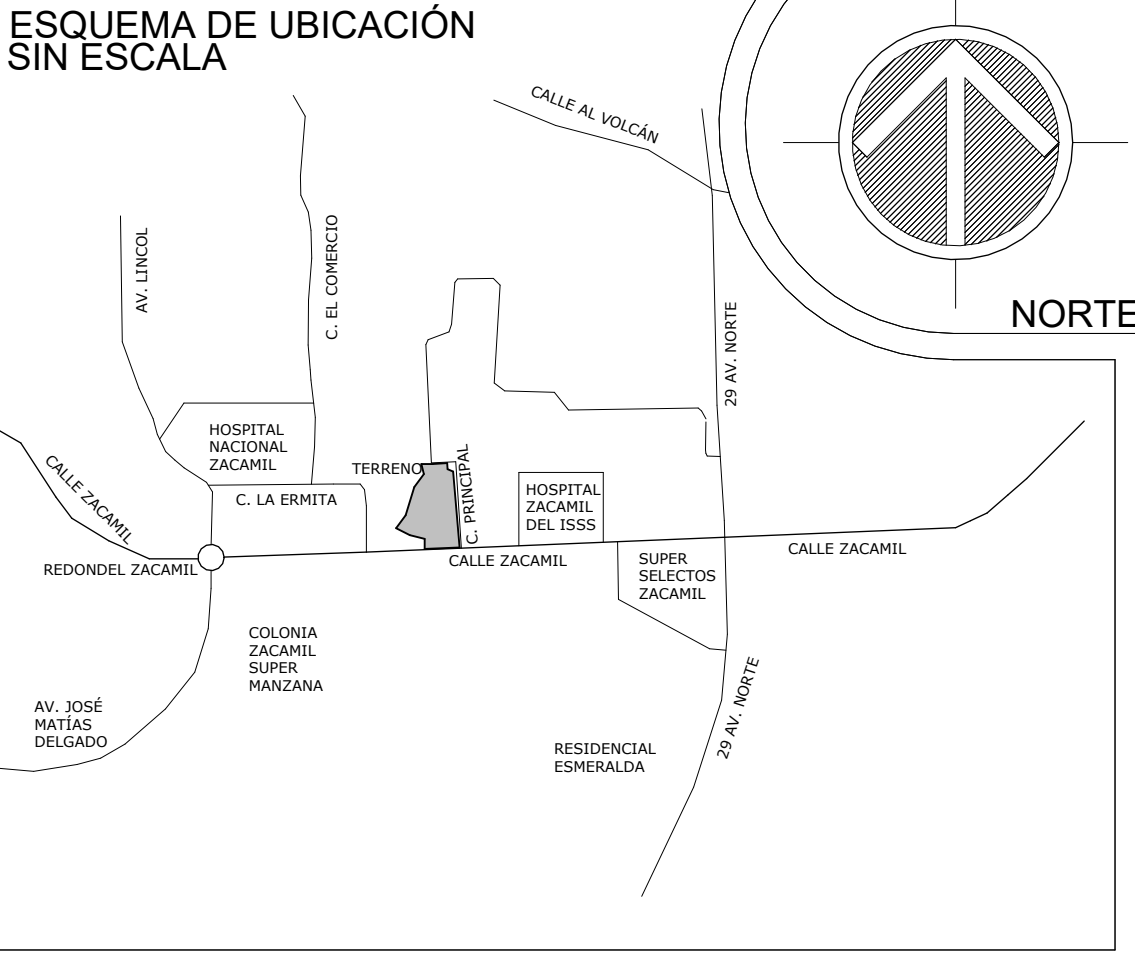 ESQUEMA DE UBICACIÓN
SIN ESCALA
NORTE
CALLE AL VOLCÁN
AV. LINCOL
C. EL COMERCIO
29 AV. NORTE
HOSPITAL
NACIONAL
ZACAMIL
CALLE ZACAMIL
C. LA ERMITA
TERRENO
C. PRINCIPAL
HOSPITAL
ZACAMIL
DEL ISSS
REDONDEL ZACAMIL
CALLE ZACAMIL
SUPER
SELECTOS
ZACAMIL
CALLE ZACAMIL
COLONIA
ZACAMIL
SUPER
MANZANA
AV. JOSÉ
MATÍAS
DELGADO
RESIDENCIAL
ESMERALDA
29 AV. NORTE